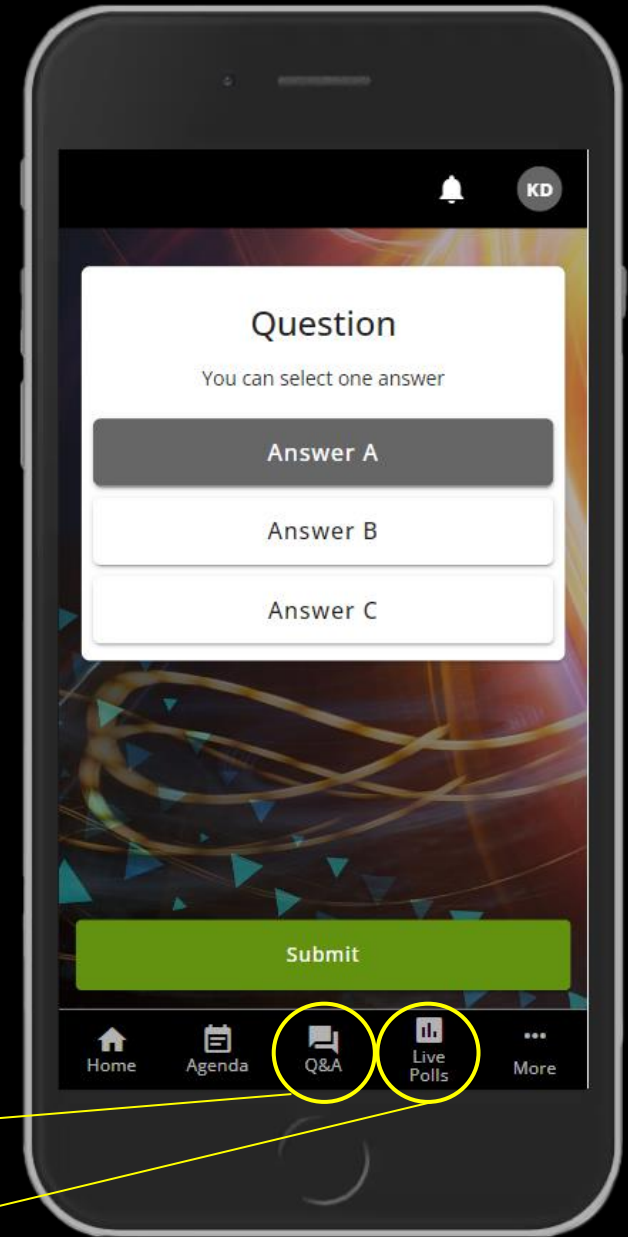 KD
Question
You can select one answer
Answer A
Answer B
Answer C
Submit
Home
Agenda
Q&A
Live
Polls
More